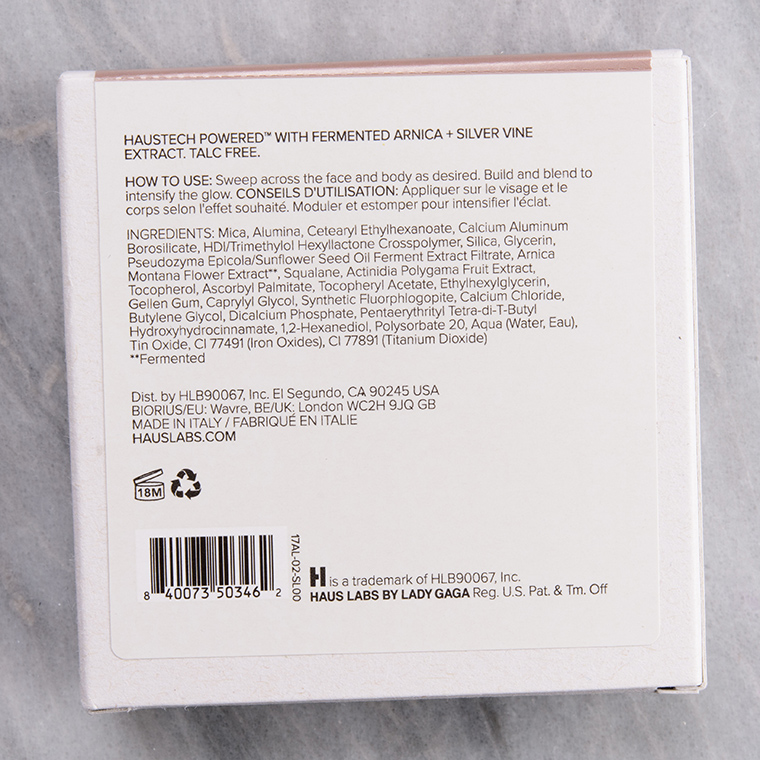 HAUSTECH POWERED™ WITH FERMENTED ARNICA + SILVER VINE
EXTRACT. TALC FREE.
HOW TO USE: Sweep across the face and body as desired. Build and blend to
intensify the glow. CONSEILS D'UTILISATION: Appliquer sur le visage et le
corps selon l'effet souhaité. Moduler et estomper pour intensifier l'éclat.
INGREDIENTS: Mica, Alumina, Cetearyl Ethylhexanoate, Calcium Aluminum
Borosilicate, HDI/Trimethylol Hexyllactone Crosspolymer, Silica, Glycerin,
Pseudozyma Epicola/Sunflower Seed Oil Ferment Extract Filtrate, Arnica
Montana Flower Extract**, Squalane, Actinidia Polygama Fruit Extract,
Tocopherol, Ascorbyl Palmitate, Tocopheryl Acetate, Ethylhexylglycerin,
Gellen Gum, Caprylyl Glycol, Synthetic Fluorphlogopite, Calcium Chloride,
Butylene Glycol, Dicalcium Phosphate, Pentaerythrityl Tetra-di-T-Butyl
Hydroxyhydrocinnamate, 1,2-Hexanediol, Polysorbate 20, Aqua (Water, Eau),
Tin Oxide, CI 77491 (Iron Oxides), CI 77891 (Titanium Dioxide)
**Fermented
Dist. by HLB90067, Inc. El Segundo, CA 90245 USA
BIORIUS/EU: Wavre, BE/UK: London WC2H 9JQ GB
MADE IN ITALY / FABRIQUÉ EN ITALIE
HAUSLABS.COM
18M
8 40073 50346 2
17AL-02-SL00
H is a trademark of HLB90067, Inc.
HAUS LABS BY LADY GAGA Reg. U.S. Pat. & Tm. Off